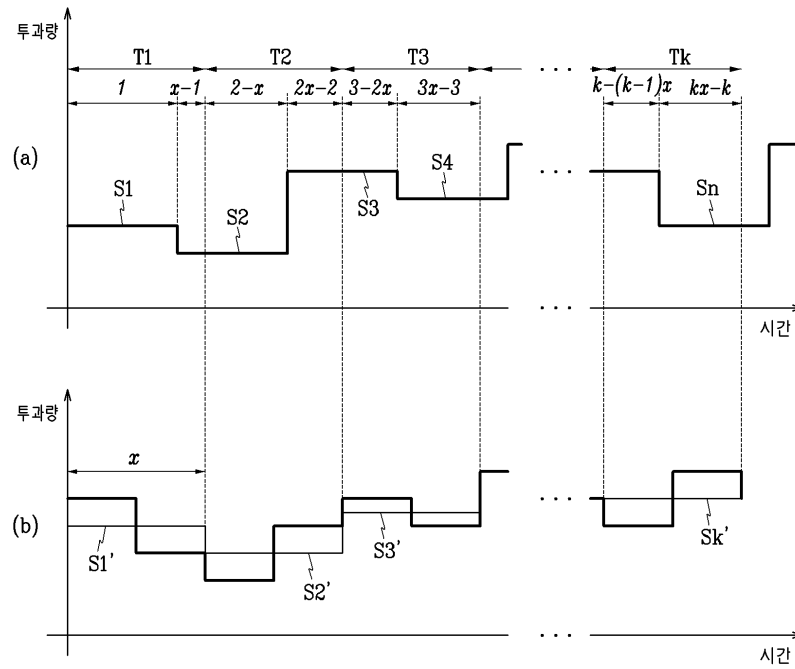 투과량
T1 T2 T3 · · · Tk
1 x-1 2-x 2x-2 3-2x 3x-3 k-(k-1)x kx-k
(a)
S1 S2 S3 S4 · · · Sn
· · ·
시간
투과량
x
(b)
S1' S2' S3' · · · Sk'
· · ·
시간